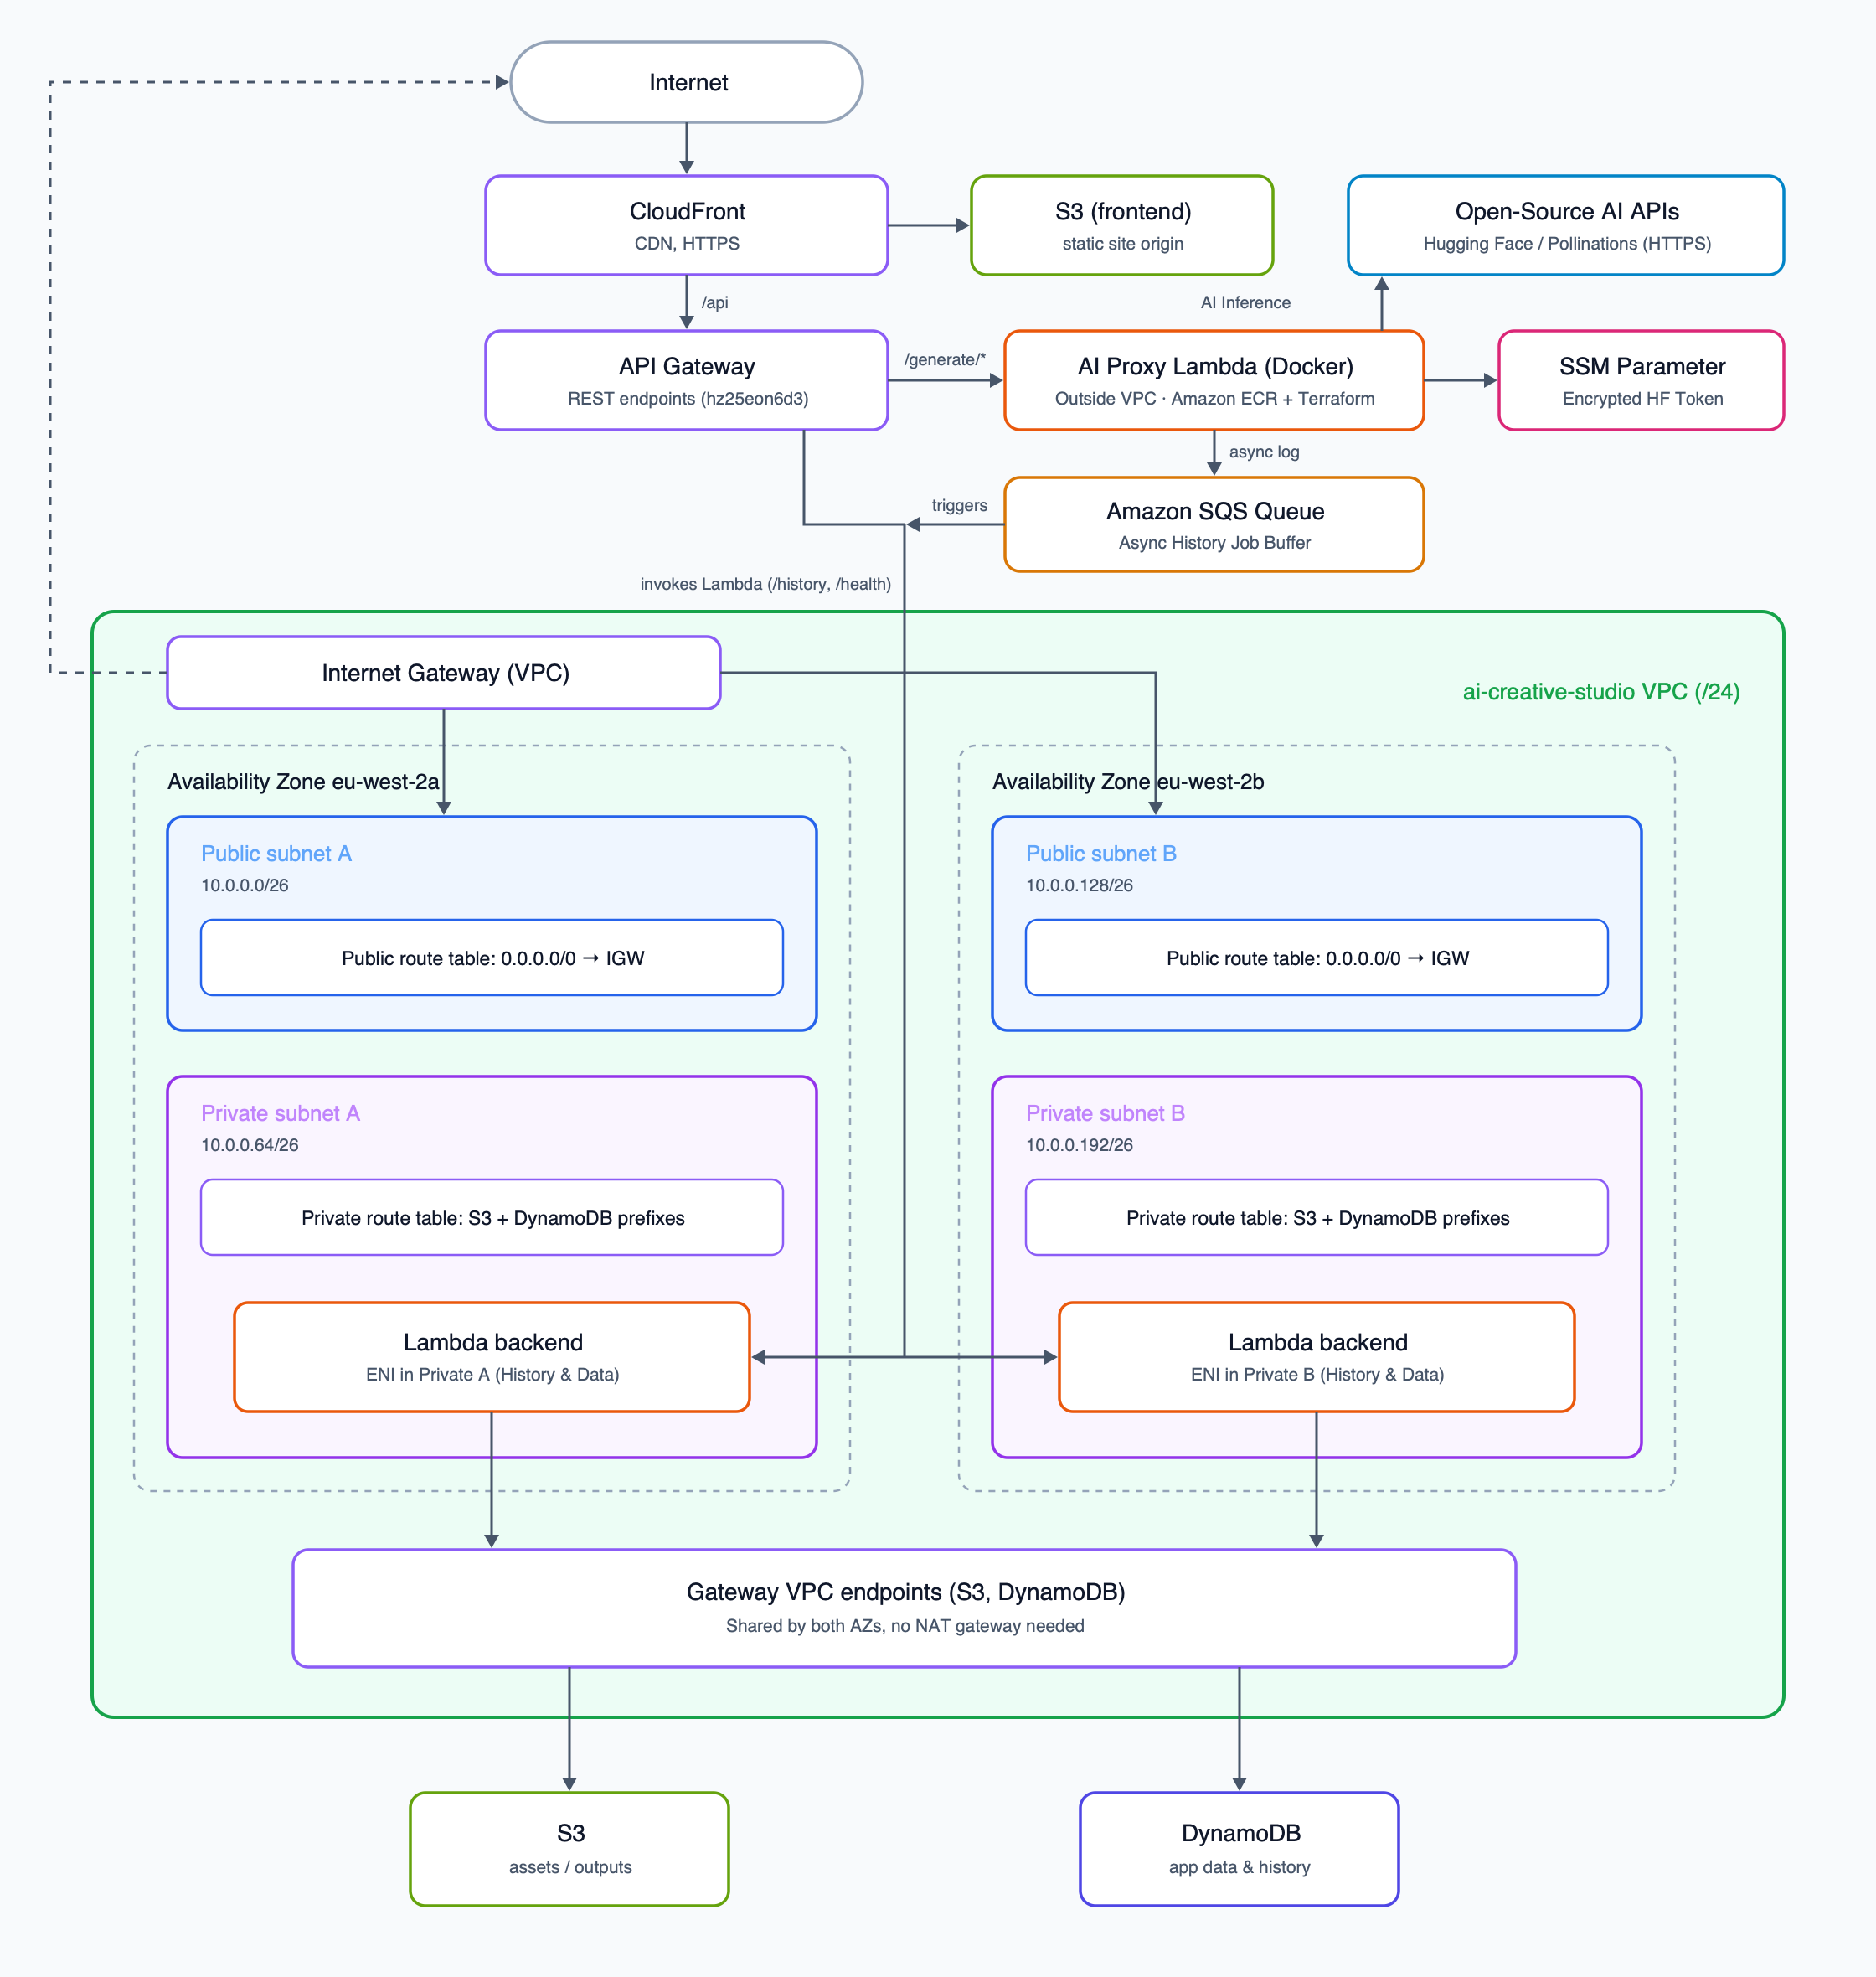 Internet
CloudFront
CDN, HTTPS
S3 (frontend)
static site origin
Open-Source AI APIs
Hugging Face / Pollinations (HTTPS)
/api
AI Inference
API Gateway
REST endpoints (hz25eon6d3)
/generate/*
AI Proxy Lambda (Docker)
Outside VPC · Amazon ECR + Terraform
SSM Parameter
Encrypted HF Token
async log
triggers
Amazon SQS Queue
Async History Job Buffer
invokes Lambda (/history, /health)
Internet Gateway (VPC)
ai-creative-studio VPC (/24)
Availability Zone eu-west-2a
Public subnet A
10.0.0.0/26
Public route table: 0.0.0.0/0 → IGW
Private subnet A
10.0.0.64/26
Private route table: S3 + DynamoDB prefixes
Lambda backend
ENI in Private A (History & Data)
Availability Zone eu-west-2b
Public subnet B
10.0.0.128/26
Public route table: 0.0.0.0/0 → IGW
Private subnet B
10.0.0.192/26
Private route table: S3 + DynamoDB prefixes
Lambda backend
ENI in Private B (History & Data)
Gateway VPC endpoints (S3, DynamoDB)
Shared by both AZs, no NAT gateway needed
S3
assets / outputs
DynamoDB
app data & history